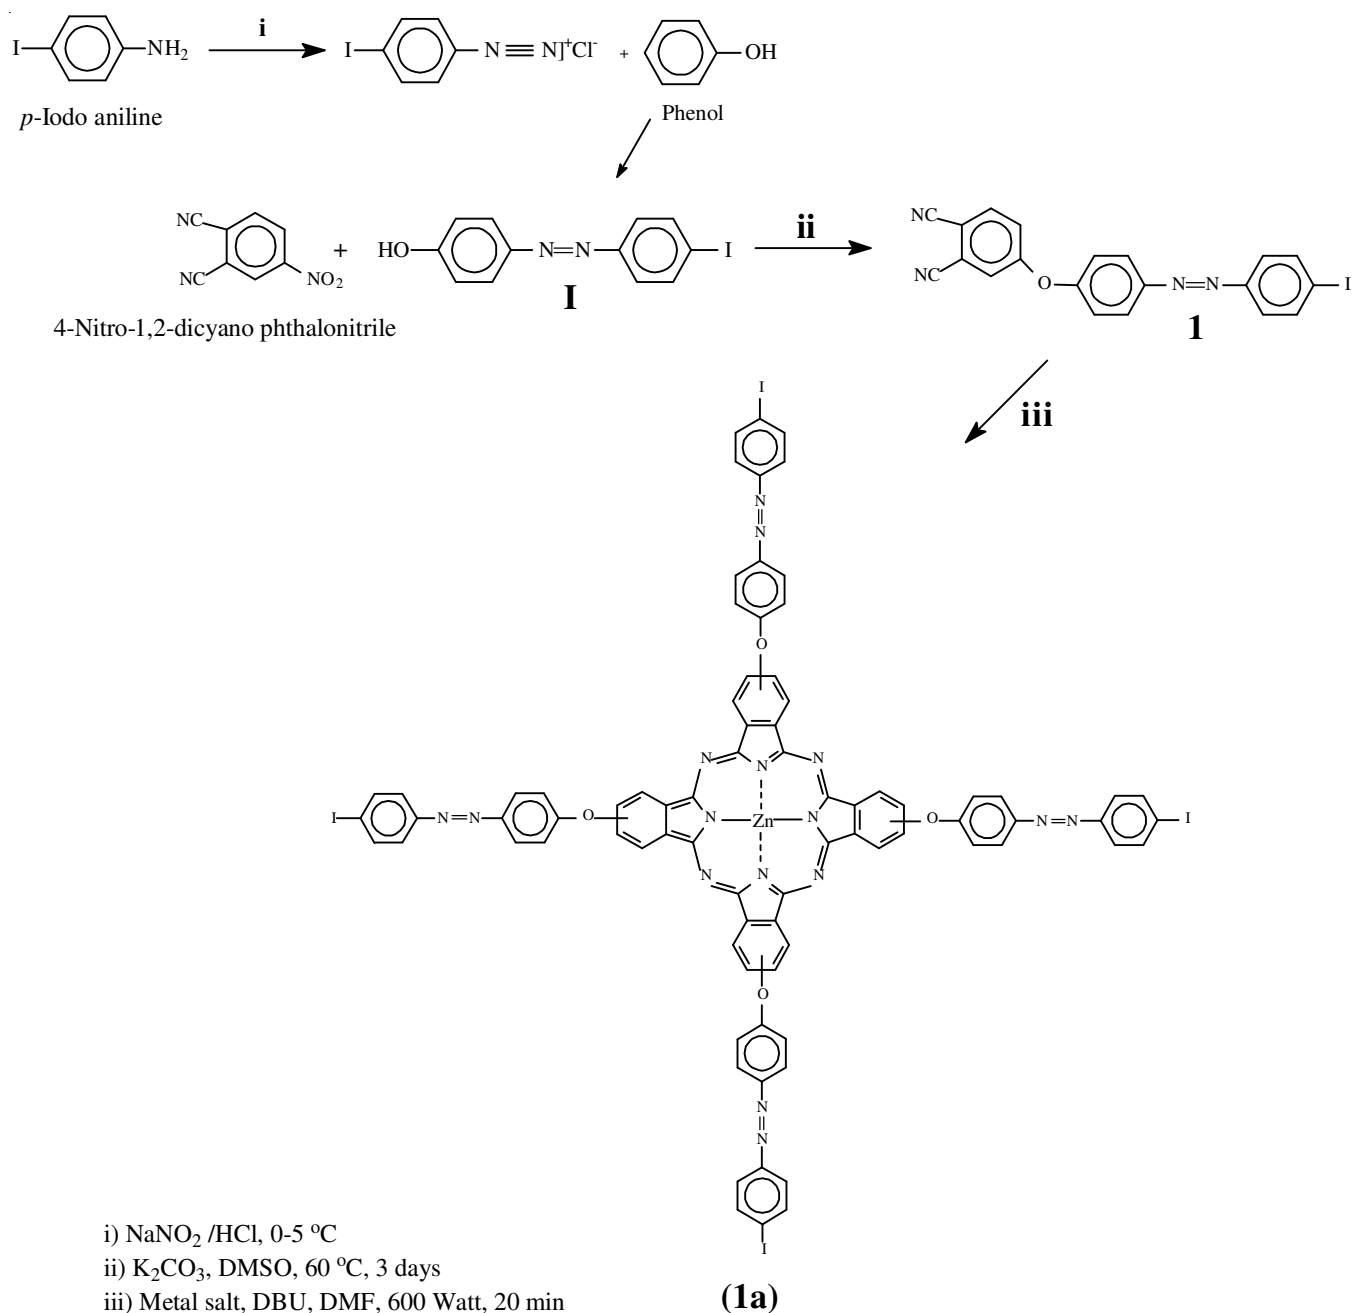 i
I NH₂ I N≡N]⁺Cl⁻ + OH
p-Iodo aniline Phenol
NC
NC NO₂ + HO N=N I ii NC
NC O N=N I
I 1
4-Nitro-1,2-dicyano phthalonitrile
iii
I
N
N
O
N N N
I N=N O N Zn N O N=N I
N N N
O
N
N
I
i) NaNO₂ /HCl, 0-5 °C
ii) K₂CO₃, DMSO, 60 °C, 3 days
iii) Metal salt, DBU, DMF, 600 Watt, 20 min
(1a)